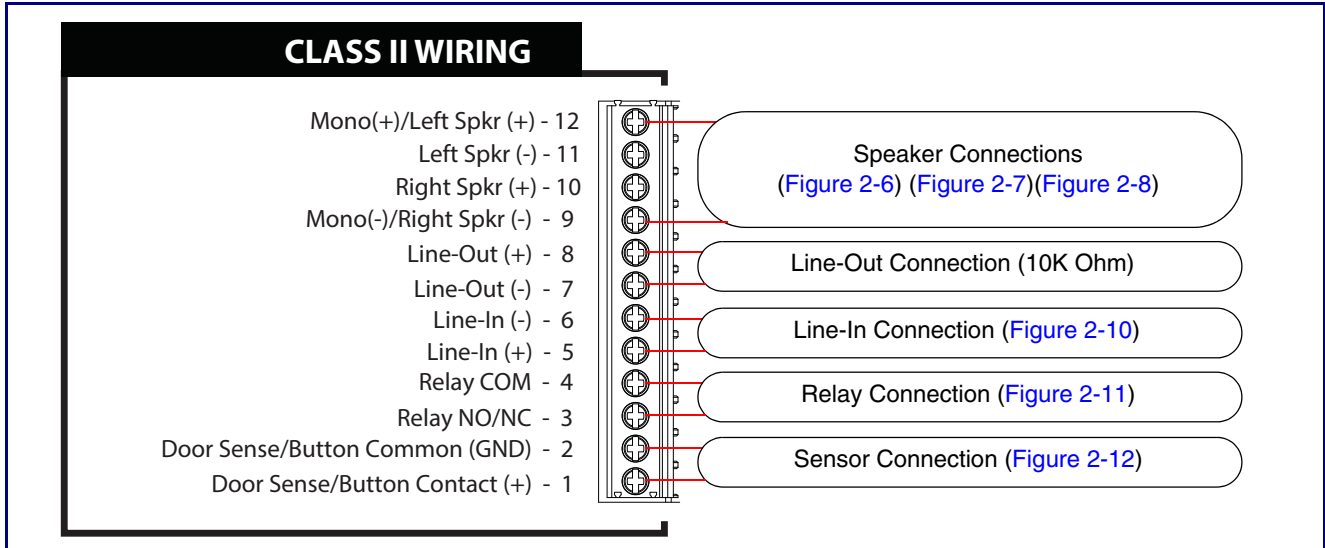 CLASS II WIRING
Mono(+)/Left Spkr (+) - 12
Left Spkr (-) - 11
Right Spkr (+) - 10
Mono(-)/Right Spkr (-) - 9
Line-Out (+) - 8
Line-Out (-) - 7
Line-In (-) - 6
Line-In (+) - 5
Relay COM - 4
Relay NO/NC - 3
Door Sense/Button Common (GND) - 2
Door Sense/Button Contact (+) - 1
Speaker Connections
(Figure 2-6) (Figure 2-7)(Figure 2-8)
Line-Out Connection (10K Ohm)
Line-In Connection (Figure 2-10)
Relay Connection (Figure 2-11)
Sensor Connection (Figure 2-12)